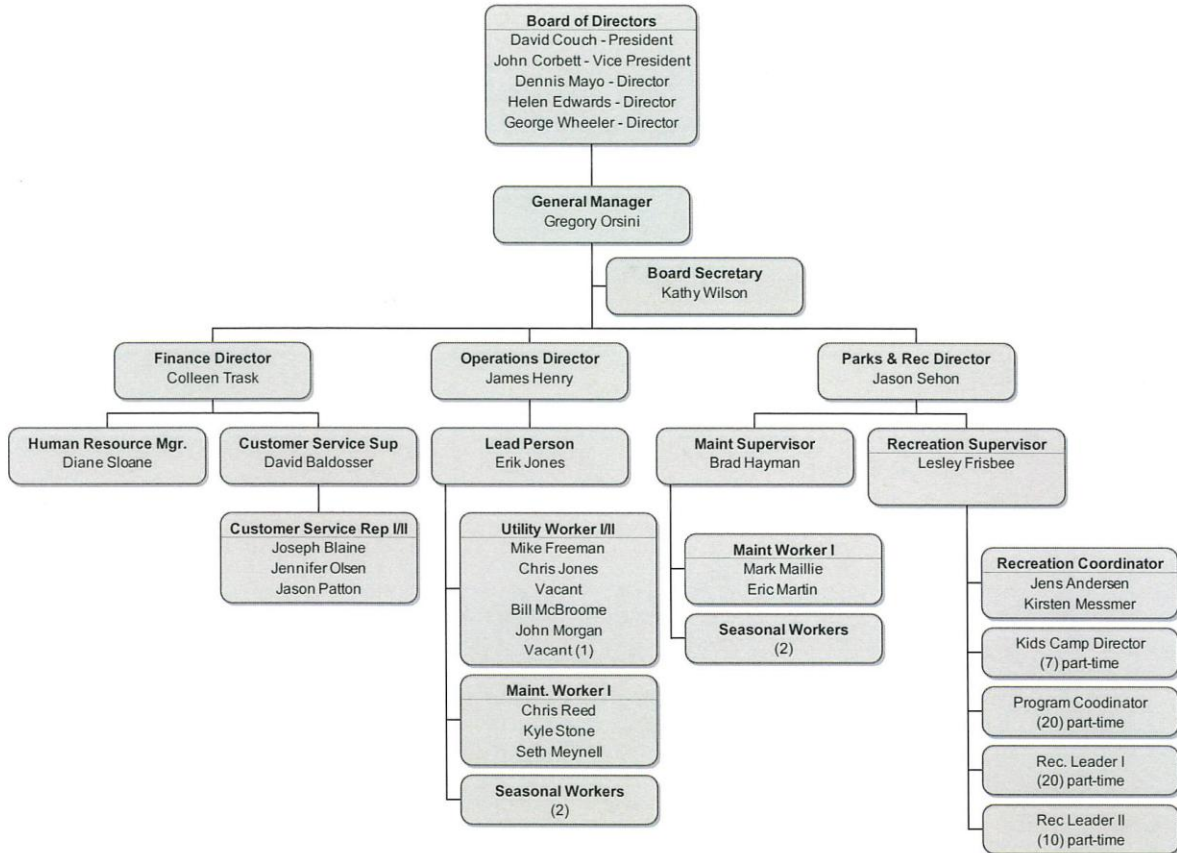 Board of Directors
David Couch - President
John Corbett - Vice President
Dennis Mayo - Director
Helen Edwards - Director
George Wheeler - Director
General Manager
Gregory Orsini
Board Secretary
Kathy Wilson
Finance Director
Colleen Trask
Operations Director
James Henry
Parks & Rec Director
Jason Sehon
Human Resource Mgr.
Diane Sloane
Customer Service Sup
David Baldosser
Lead Person
Erik Jones
Maint Supervisor
Brad Hayman
Recreation Supervisor
Lesley Frisbee
Customer Service Rep I/II
Joseph Blaine
Jennifer Olsen
Jason Patton
Utility Worker I/II
Mike Freeman
Chris Jones
Vacant
Bill McBroome
John Morgan
Vacant (1)
Maint. Worker I
Chris Reed
Kyle Stone
Seth Meynell
Seasonal Workers
(2)
Maint Worker I
Mark Maillie
Eric Martin
Seasonal Workers
(2)
Recreation Coordinator
Jens Andersen
Kirsten Messmer
Kids Camp Director
(7) part-time
Program Coodinator
(20) part-time
Rec. Leader I
(20) part-time
Rec Leader II
(10) part-time